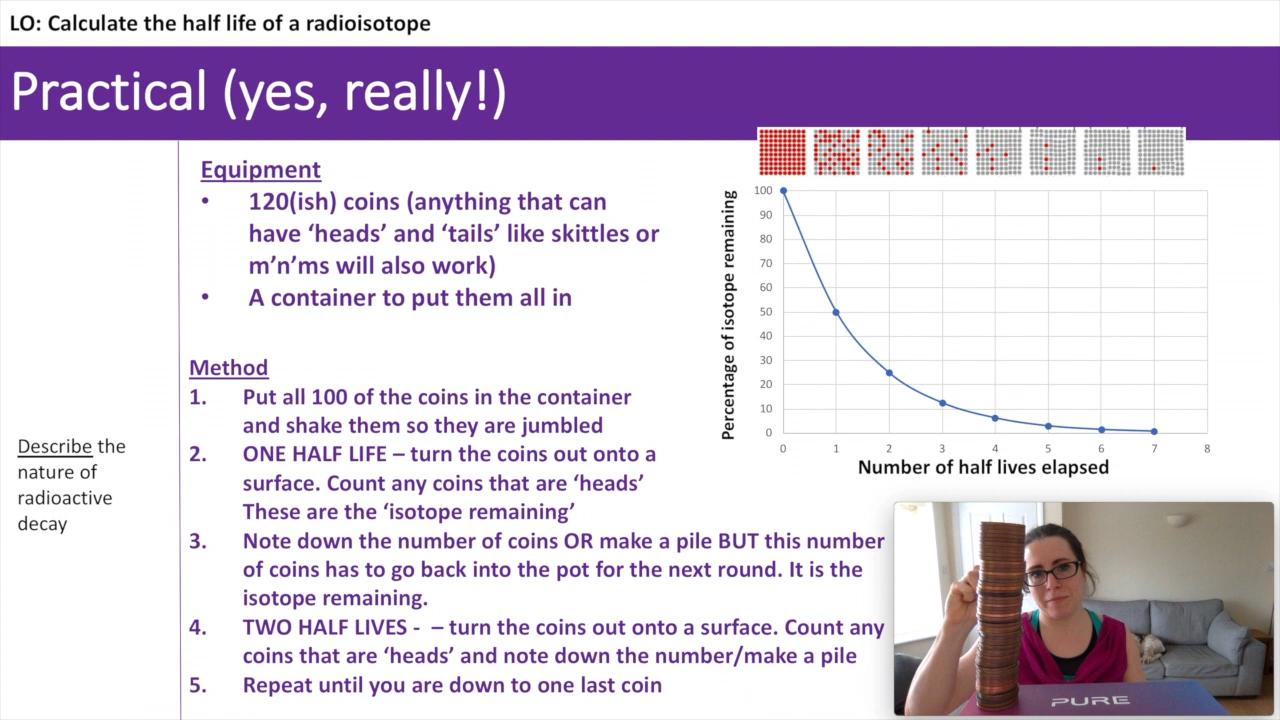 LO: Calculate the half life of a radioisotope
Practical (yes, really!)
Equipment
• 120(ish) coins (anything that can
have ‘heads’ and ‘tails’ like skittles or
m’n’ms will also work)
• A container to put them all in
Method
1. Put all 100 of the coins in the container
and shake them so they are jumbled
2. ONE HALF LIFE – turn the coins out onto a
surface. Count any coins that are ‘heads’
These are the ‘isotope remaining’
3. Note down the number of coins OR make a pile BUT this number
of coins has to go back into the pot for the next round. It is the
isotope remaining.
4. TWO HALF LIVES - – turn the coins out onto a surface. Count any
coins that are ‘heads’ and note down the number/make a pile
5. Repeat until you are down to one last coin
Describe the
nature of
radioactive
decay
Percentage of isotope remaining
100
90
80
70
60
50
40
30
20
10
0
0 1 2 3 4 5 6 7 8
Number of half lives elapsed
PURE